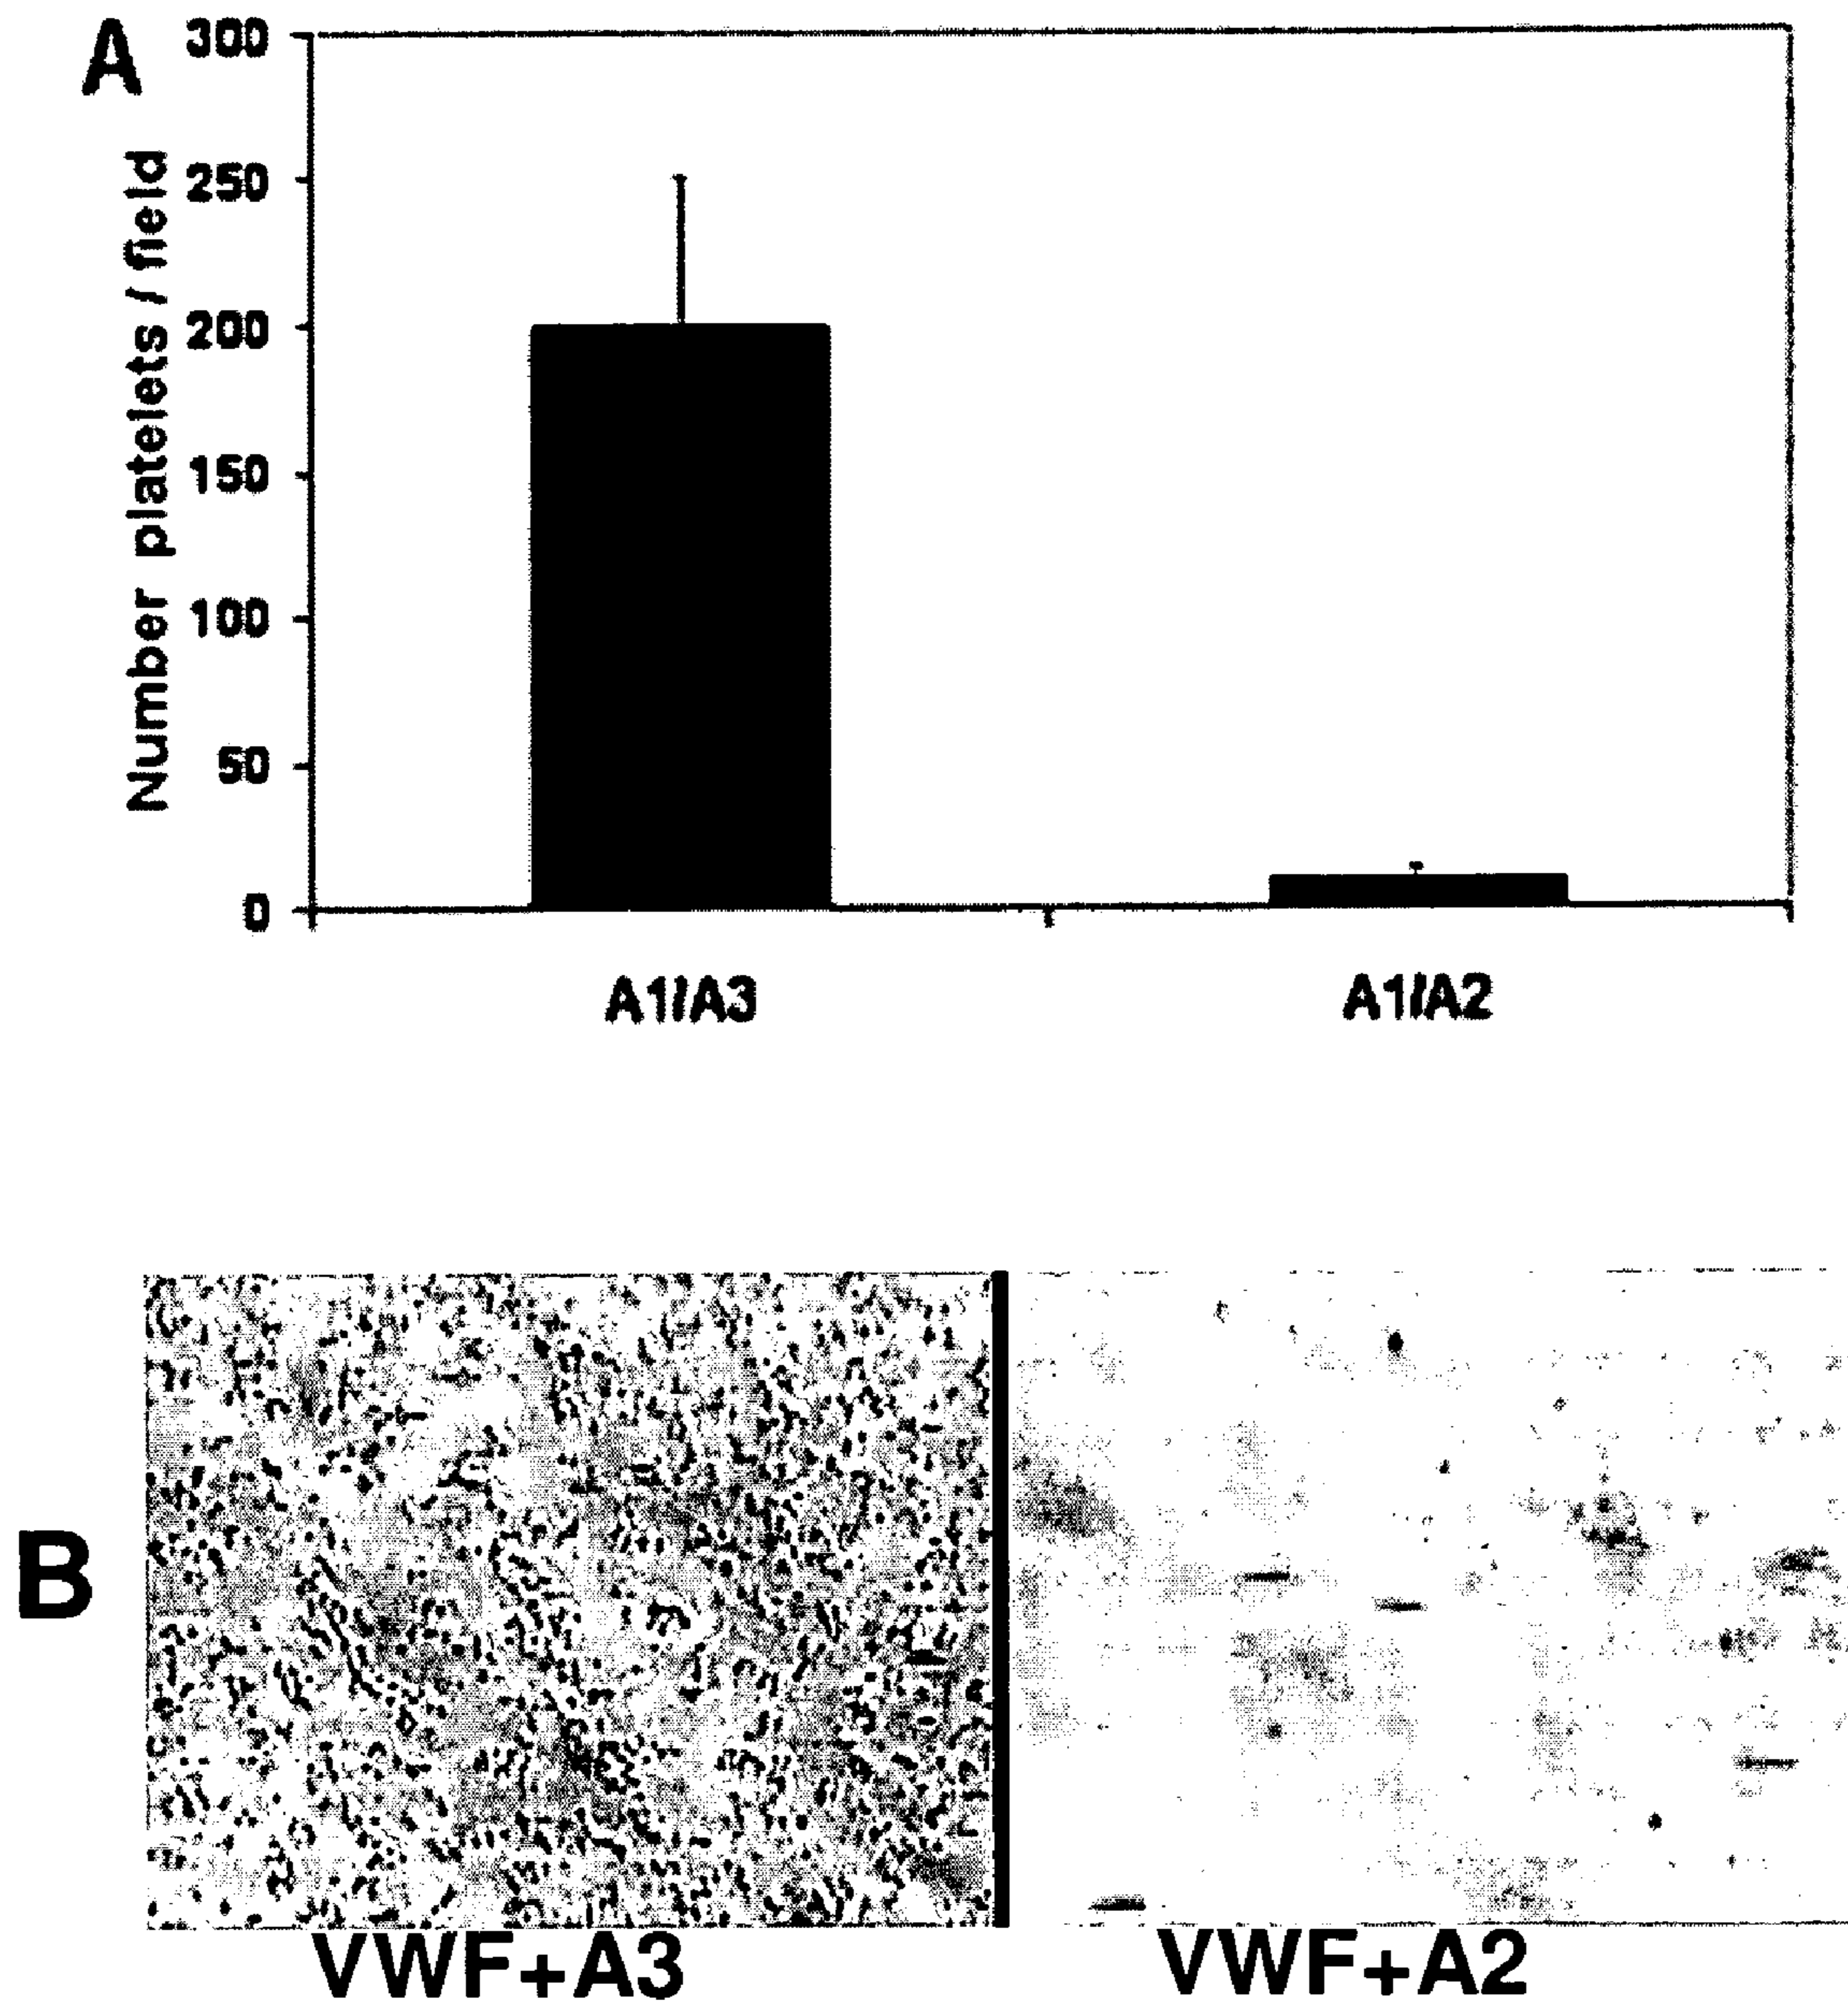 A
Number platelets / field
300
250
200
150
100
50
0
A1/A3
A1/A2
B
VWF+A3
VWF+A2